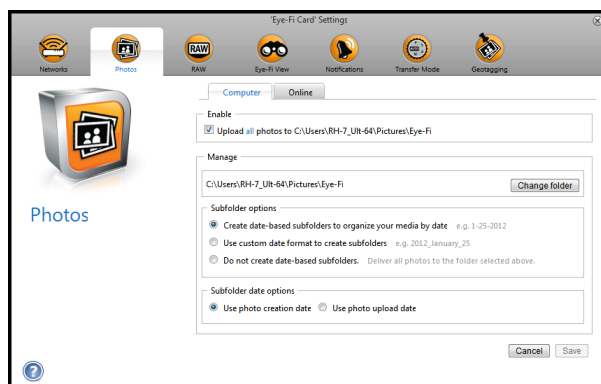 'Eye-Fi Card' Settings
Networks
Photos
RAW
RAW
Eye-Fi View
Notifications
Transfer Mode
Geotagging
Computer
Online
Enable
Upload all photos to C:\Users\RH-7_Ult-64\Pictures\Eye-Fi
Manage
C:\Users\RH-7_Ult-64\Pictures\Eye-Fi
Change folder
Photos
Subfolder options
Create date-based subfolders to organize your media by date e.g. 1-25-2012
Use custom date format to create subfolders e.g. 2012_January_25
Do not create date-based subfolders. Deliver all photos to the folder selected above.
Subfolder date options
Use photo creation date Use photo upload date
Cancel Save
?